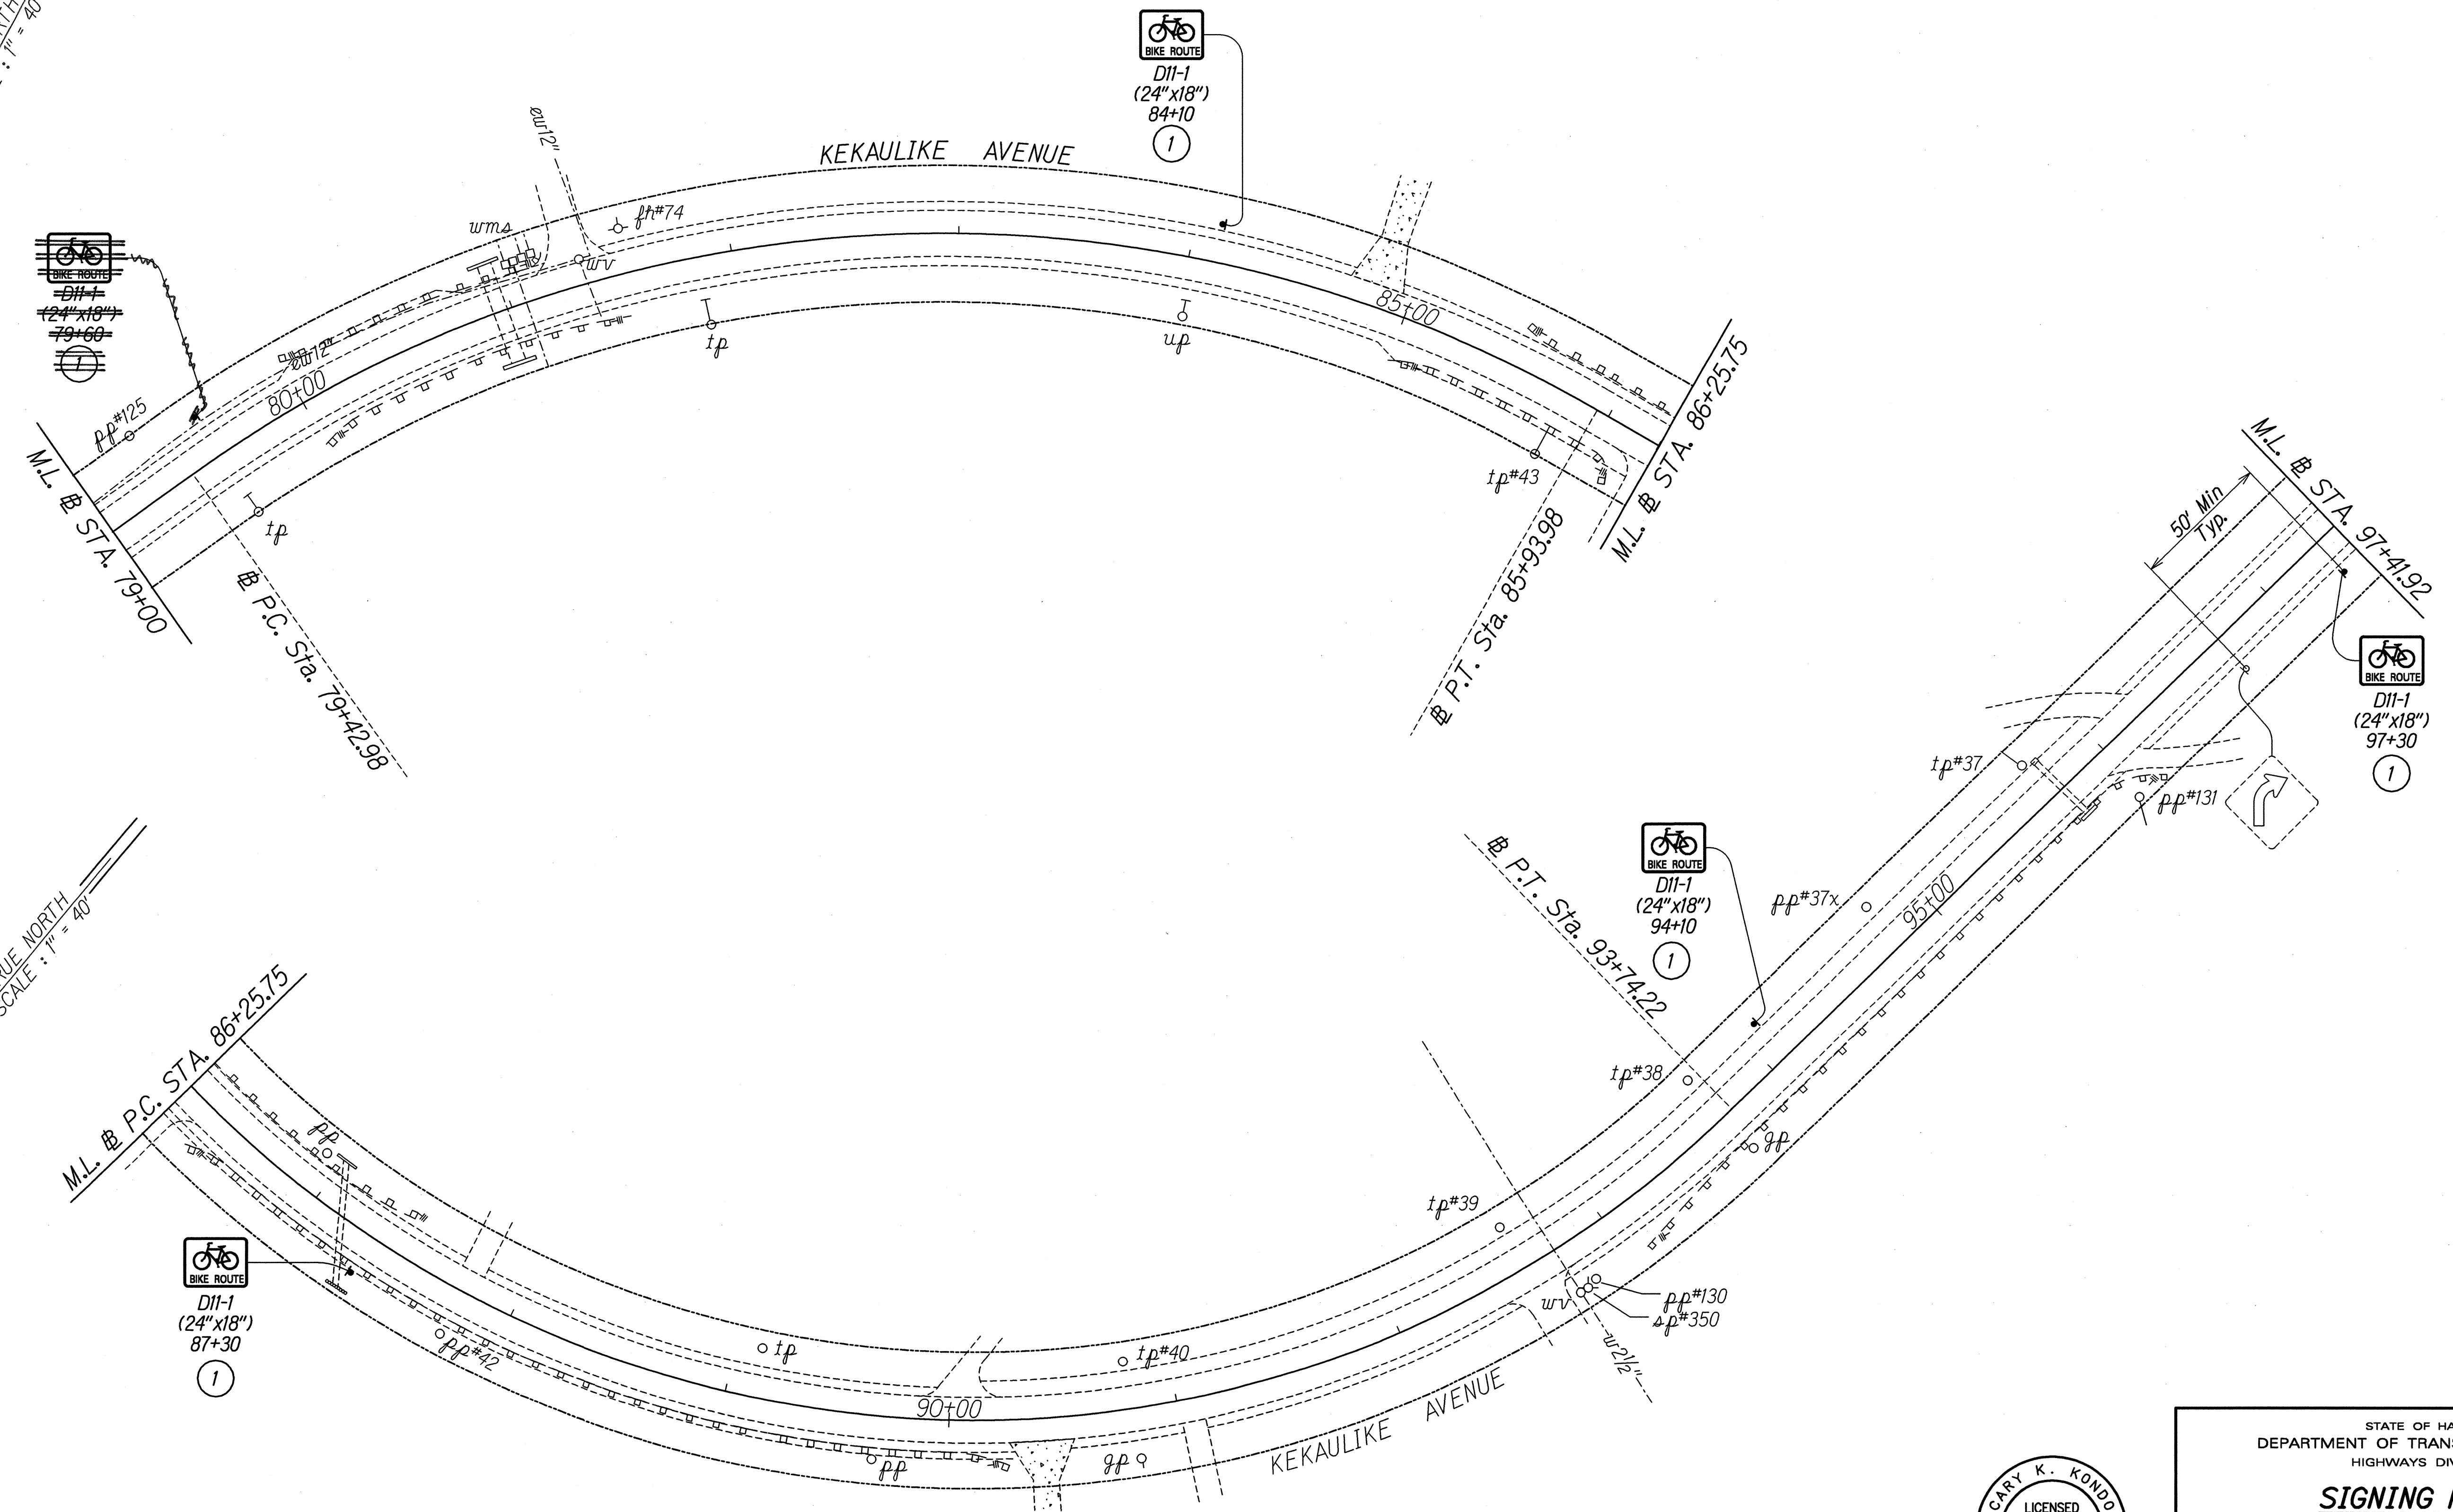 BIKE ROUTE
D11-1
(24"x18")
84+10
1
KEKAULIKE AVENUE
ew12"
wms
fh#74
wv
BIKE ROUTE
D11-1
(24"x18")
79+60
1
ew12"
80+00
pp#125
tp
up
85+00
tp
tp#43
M.L. ℄ STA. 79+00
℄ P.C. Sta. 79+42.98
℄ P.T. Sta. 85+93.98
M.L. ℄ STA. 86+25.75
M.L. ℄ STA. 97+41.92
50' Min
Typ.
BIKE ROUTE
D11-1
(24"x18")
97+30
1
tp#37
pp#131
BIKE ROUTE
D11-1
(24"x18")
94+10
1
pp#37x
95+00
℄ P.T. Sta. 93+74.22
tp#38
gp
tp#39
pp#130
sp#350
wv
w2½"
SCALE : 1" = 40'
M.L. ℄ P.C. STA. 86+25.75
pp
BIKE ROUTE
D11-1
(24"x18")
87+30
1
pp#42
tp
tp#40
90+00
pp
gp
KEKAULIKE AVENUE
CARY K. KONDO
LICENSED
STATE OF HA
DEPARTMENT OF TRANS
HIGHWAYS DIV
SIGNING